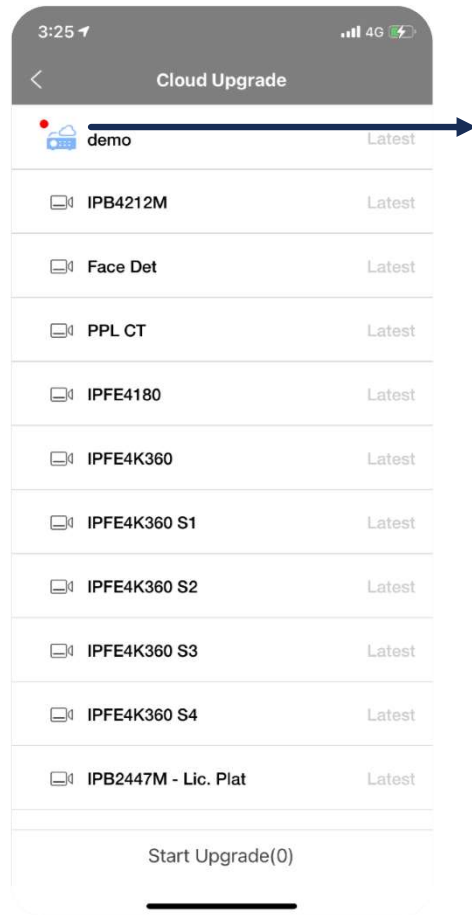 3:25
4G
Cloud Upgrade
demo Latest
IPB4212M Latest
Face Det Latest
PPL CT Latest
IPFE4180 Latest
IPFE4K360 Latest
IPFE4K360 S1 Latest
IPFE4K360 S2 Latest
IPFE4K360 S3 Latest
IPFE4K360 S4 Latest
IPB2447M - Lic. Plat Latest
Start Upgrade(0)